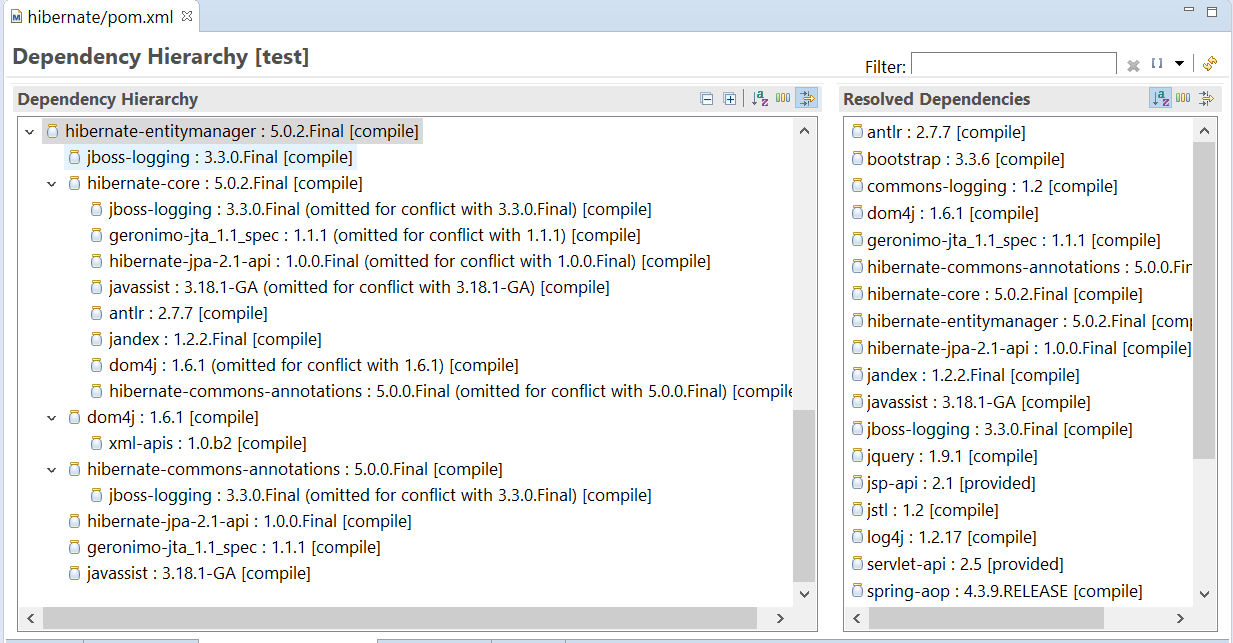 hibernate/pom.xml
Dependency Hierarchy [test]
Filter:
Dependency Hierarchy
hibernate-entitymanager : 5.0.2.Final [compile]
jboss-logging : 3.3.0.Final [compile]
hibernate-core : 5.0.2.Final [compile]
jboss-logging : 3.3.0.Final (omitted for conflict with 3.3.0.Final) [compile]
geronimo-jta_1.1_spec : 1.1.1 (omitted for conflict with 1.1.1) [compile]
hibernate-jpa-2.1-api : 1.0.0.Final (omitted for conflict with 1.0.0.Final) [compile]
javassist : 3.18.1-GA (omitted for conflict with 3.18.1-GA) [compile]
antlr : 2.7.7 [compile]
jandex : 1.2.2.Final [compile]
dom4j : 1.6.1 (omitted for conflict with 1.6.1) [compile]
hibernate-commons-annotations : 5.0.0.Final (omitted for conflict with 5.0.0.Final) [compile
dom4j : 1.6.1 [compile]
xml-apis : 1.0.b2 [compile]
hibernate-commons-annotations : 5.0.0.Final [compile]
jboss-logging : 3.3.0.Final (omitted for conflict with 3.3.0.Final) [compile]
hibernate-jpa-2.1-api : 1.0.0.Final [compile]
geronimo-jta_1.1_spec : 1.1.1 [compile]
javassist : 3.18.1-GA [compile]
Resolved Dependencies
antlr : 2.7.7 [compile]
bootstrap : 3.3.6 [compile]
commons-logging : 1.2 [compile]
dom4j : 1.6.1 [compile]
geronimo-jta_1.1_spec : 1.1.1 [compile]
hibernate-commons-annotations : 5.0.0.Fin
hibernate-core : 5.0.2.Final [compile]
hibernate-entitymanager : 5.0.2.Final [comp
hibernate-jpa-2.1-api : 1.0.0.Final [compile]
jandex : 1.2.2.Final [compile]
javassist : 3.18.1-GA [compile]
jboss-logging : 3.3.0.Final [compile]
jquery : 1.9.1 [compile]
jsp-api : 2.1 [provided]
jstl : 1.2 [compile]
log4j : 1.2.17 [compile]
servlet-api : 2.5 [provided]
spring-aop : 4.3.9.RELEASE [compile]